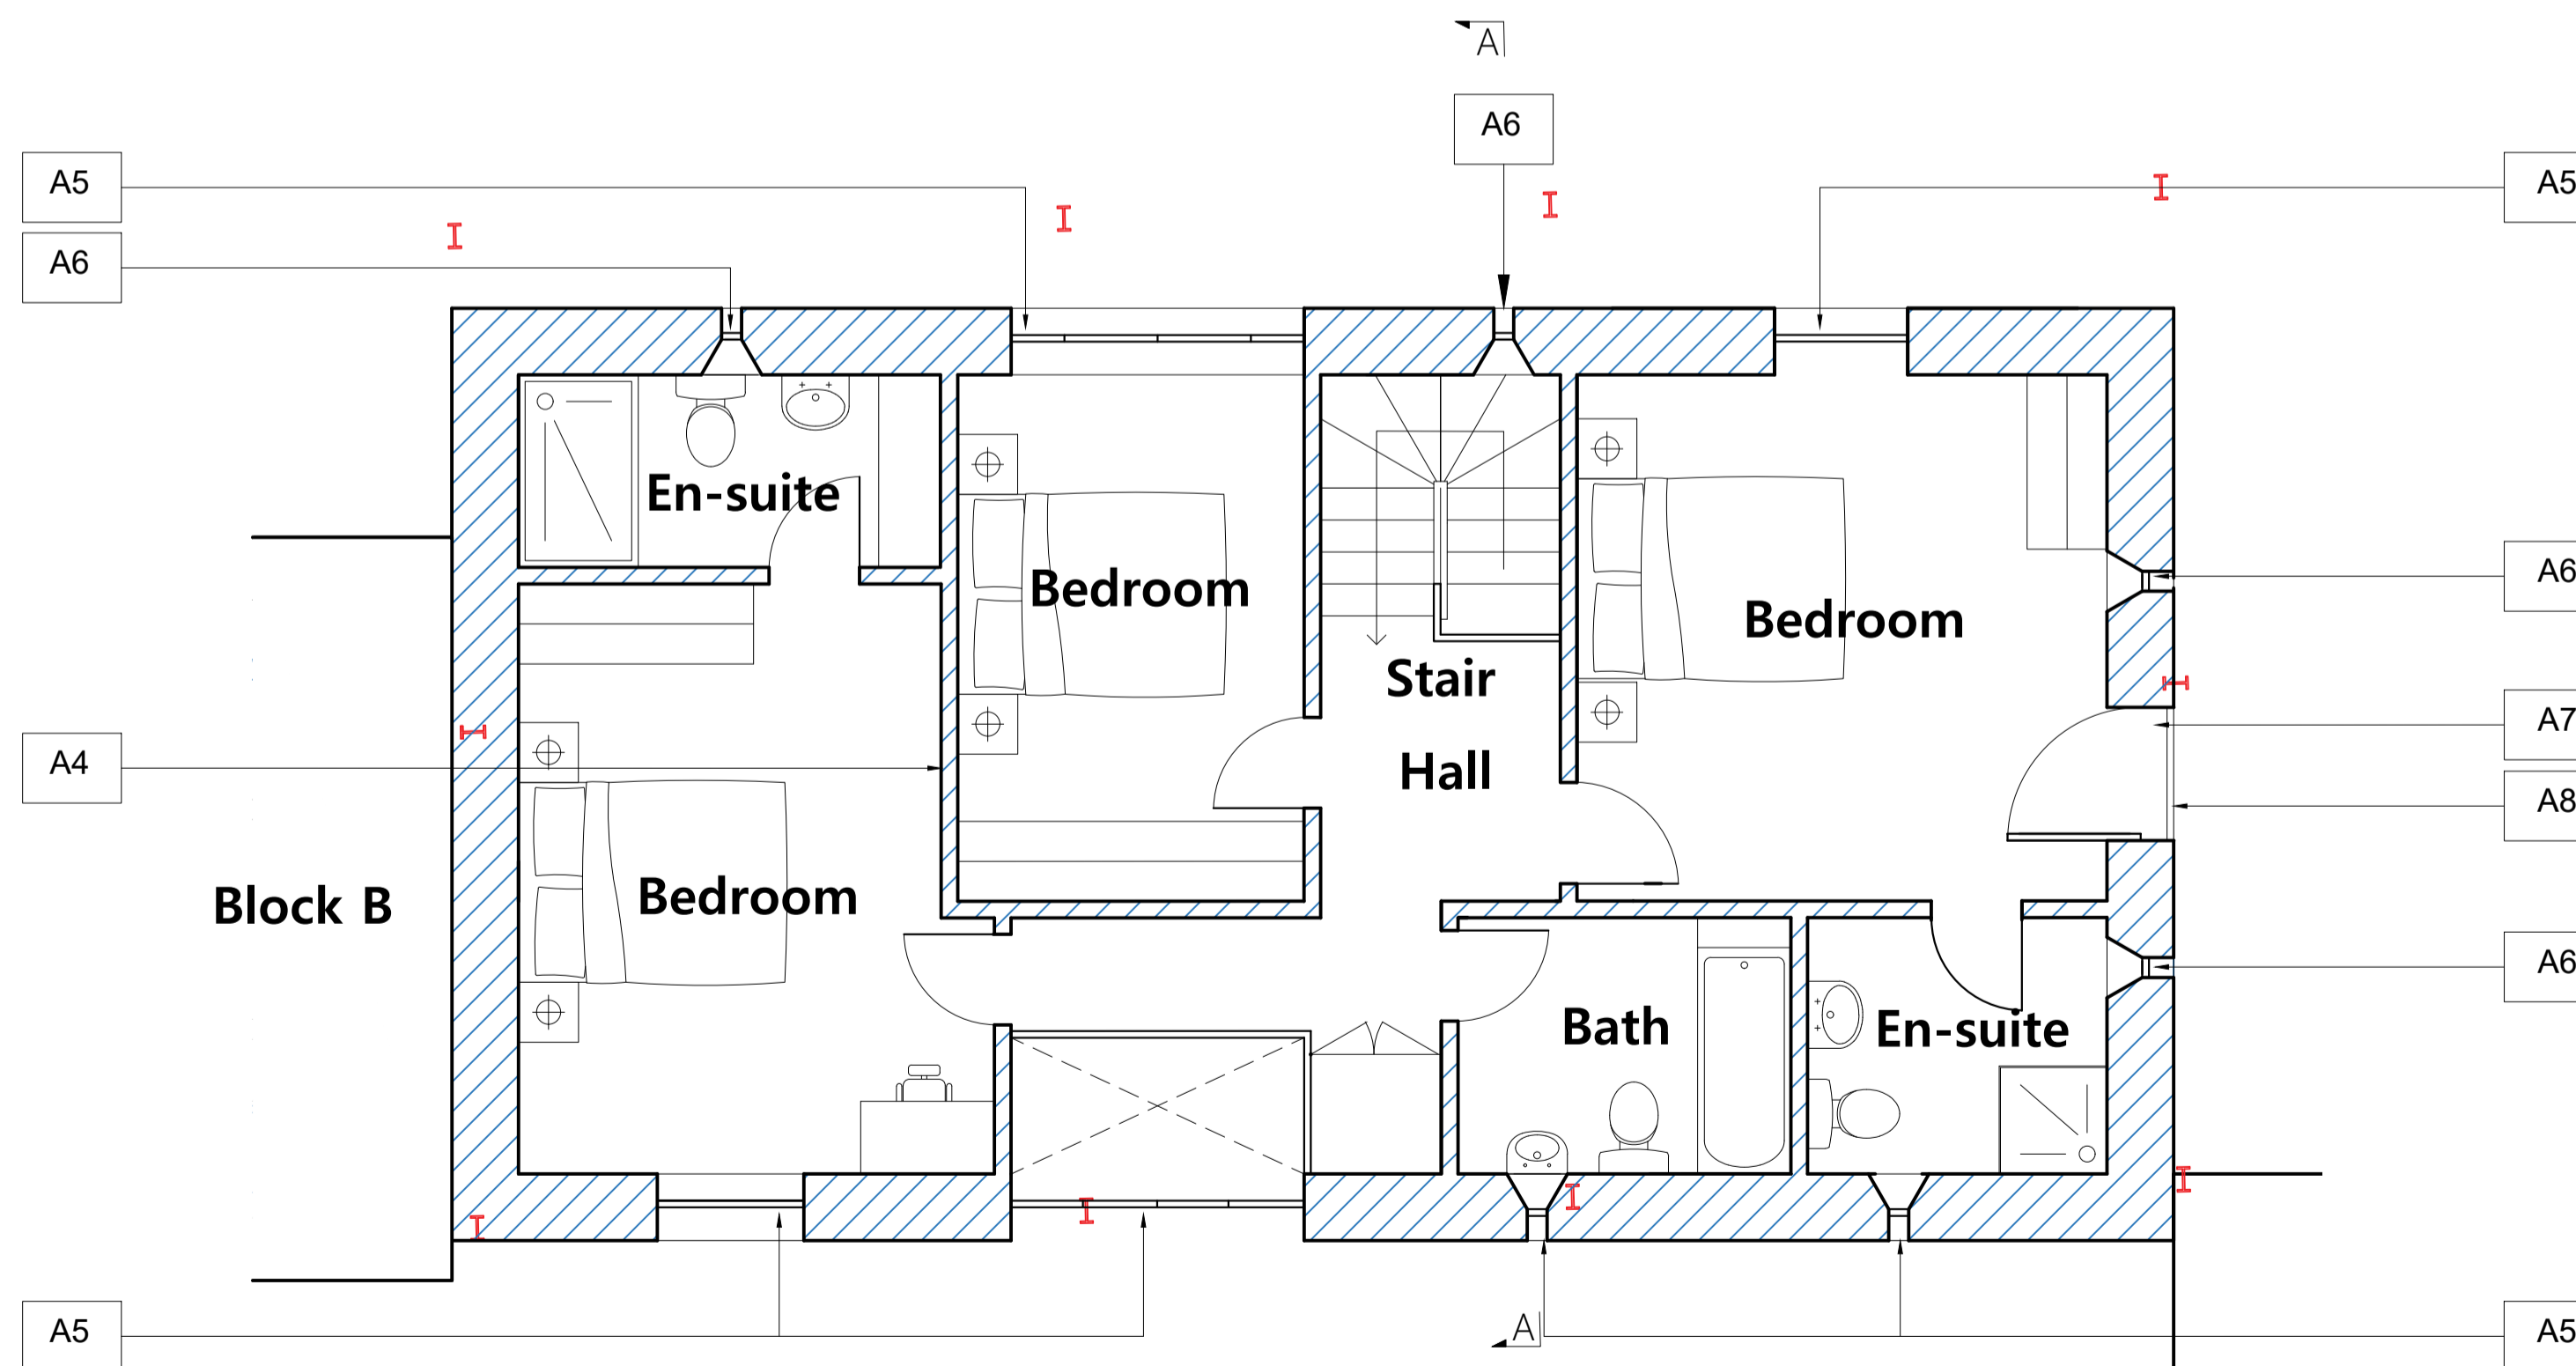 A
A6
A5
A5
A6
En-suite
Bedroom
A6
Bedroom
Stair
Hall
A7
A4
A8
Block B
Bedroom
A6
Bath
En-suite
A5
A
A5